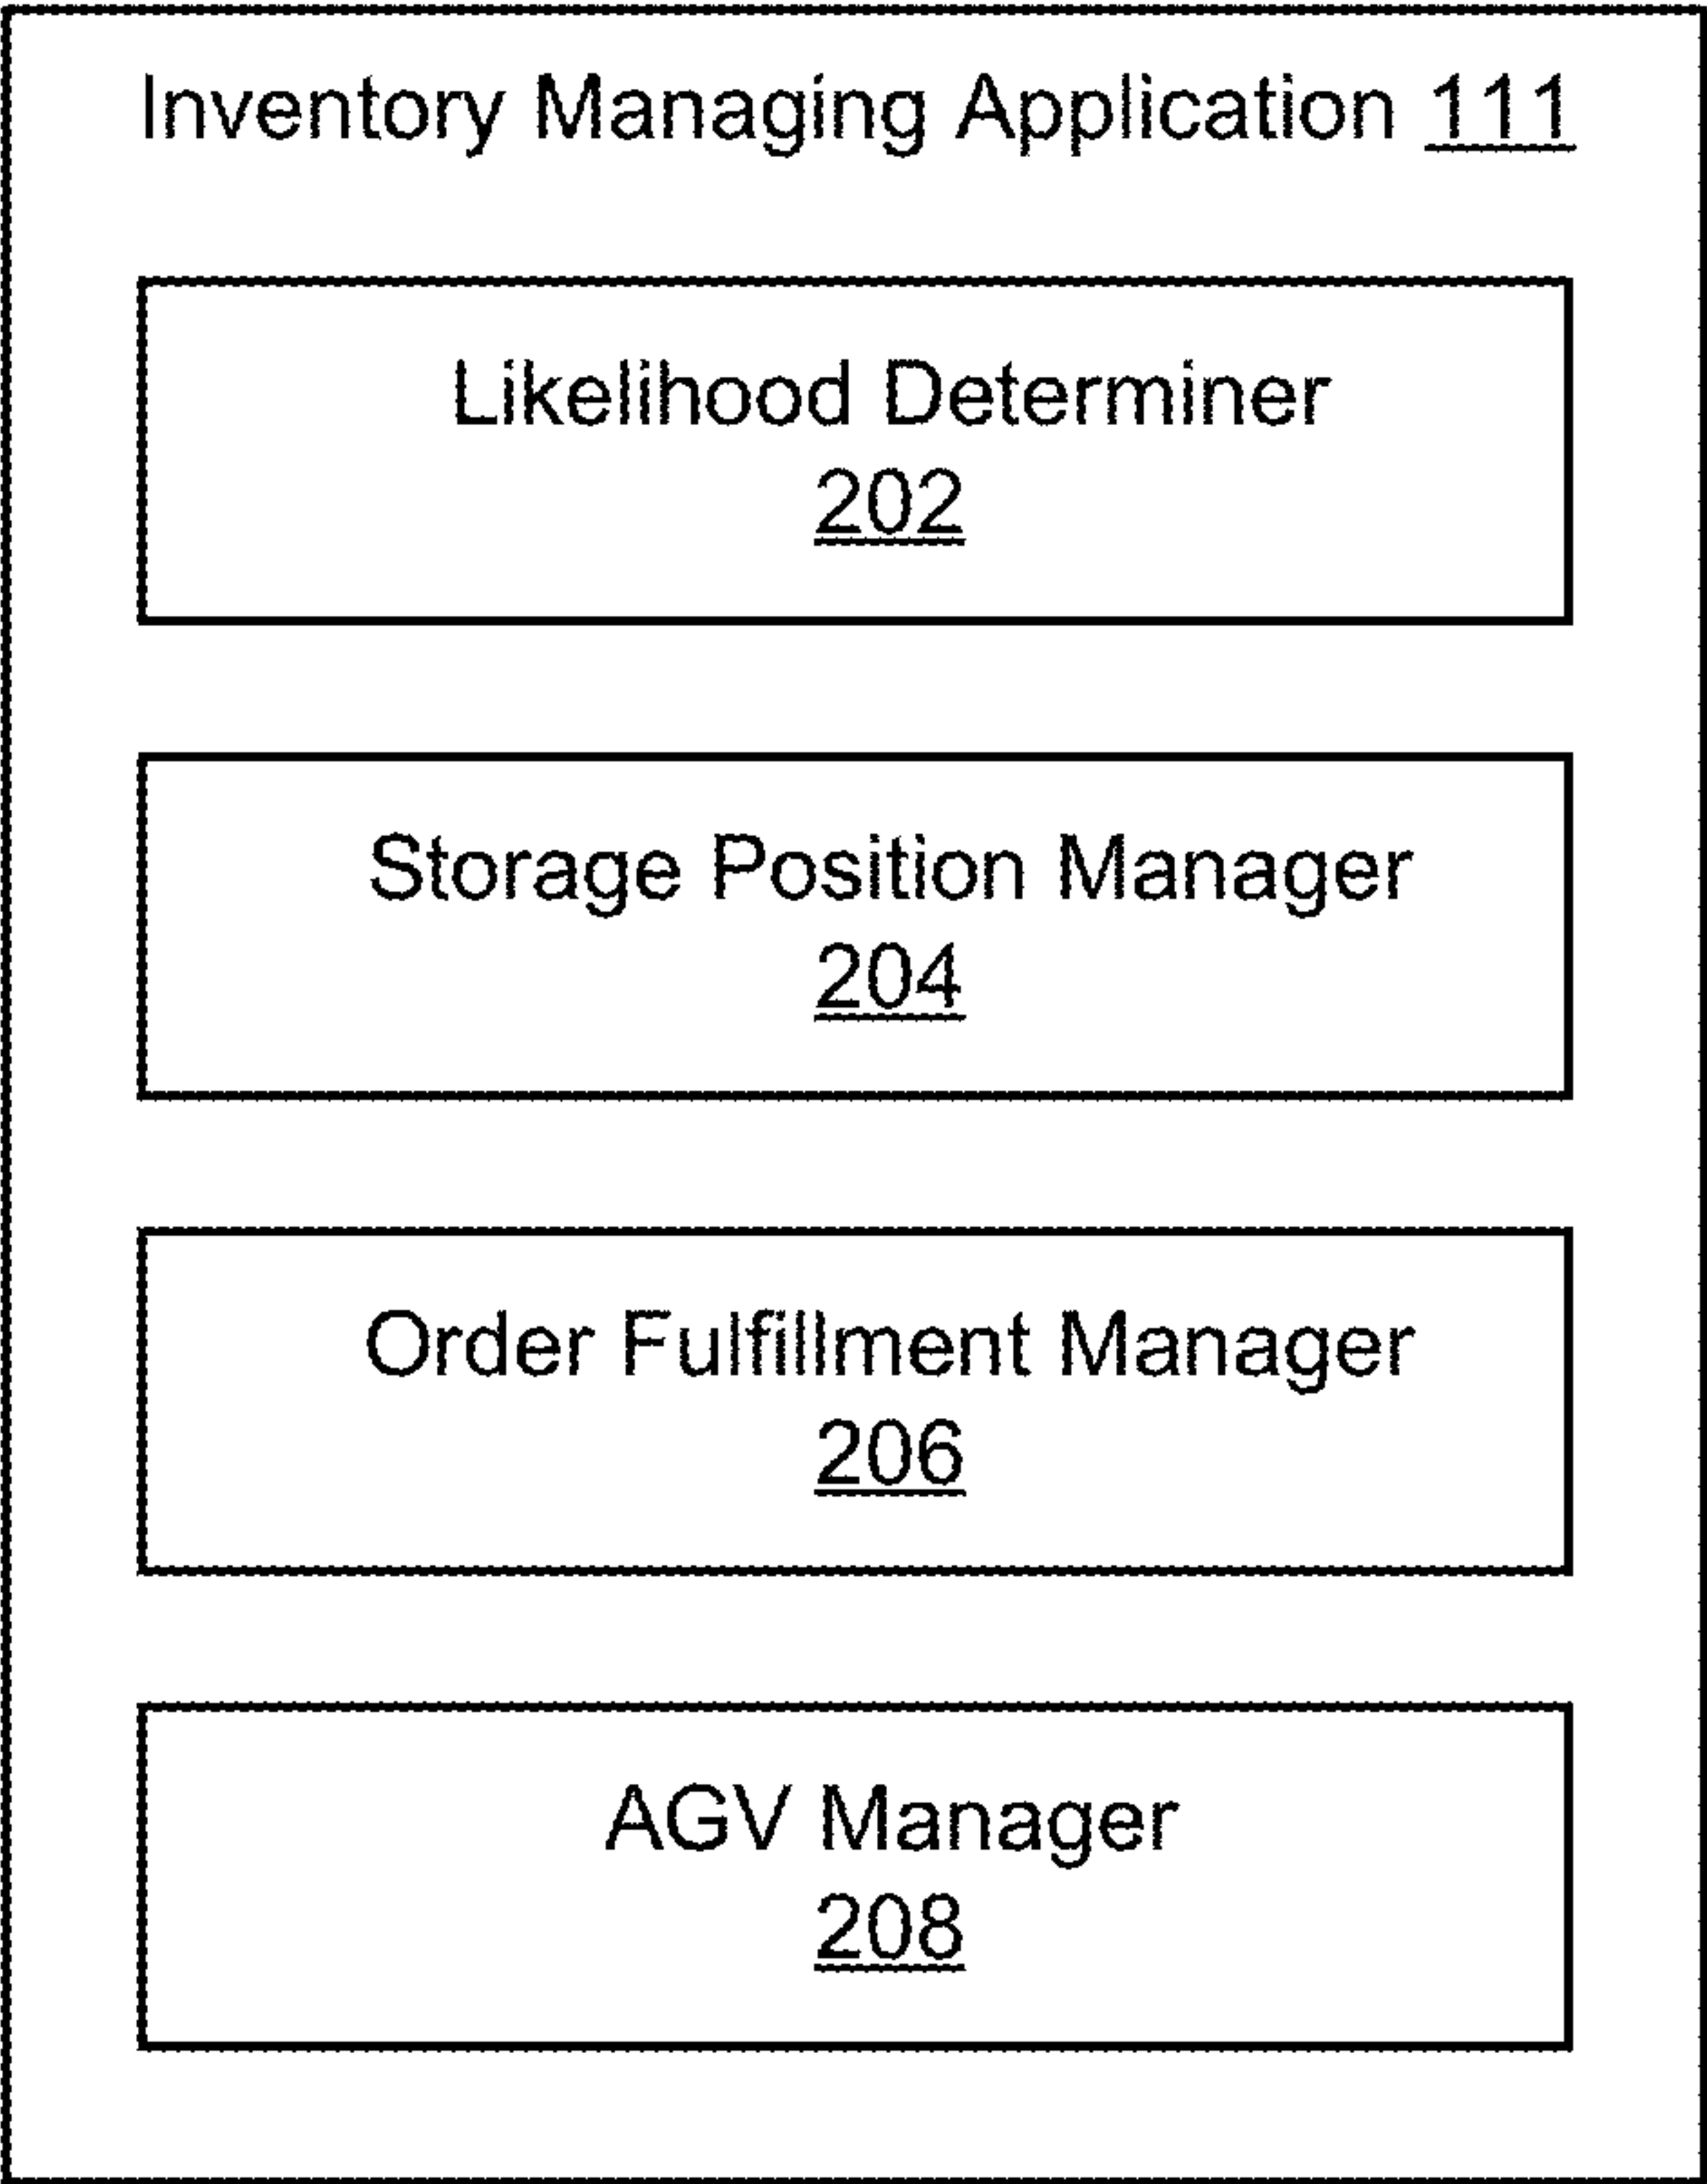 Inventory Managing Application 111
Likelihood Determiner
202
Storage Position Manager
204
Order Fulfillment Manager
206
AGV Manager
208